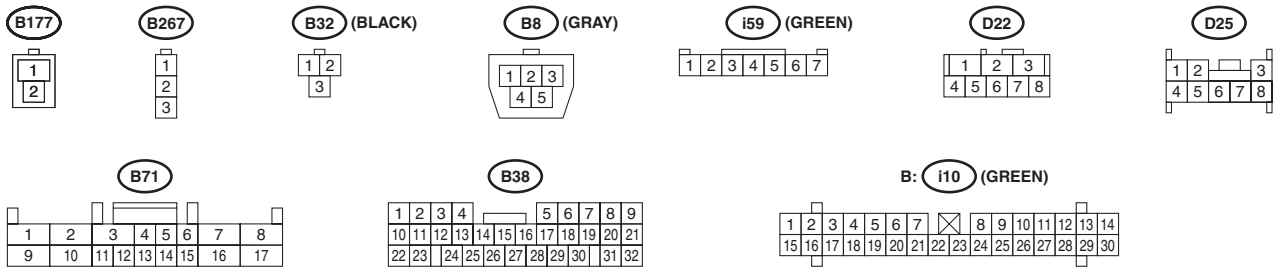 B177
B267
B32 (BLACK)
B8 (GRAY)
i59 (GREEN)
D22
D25
1
2
1
2
3
1 2
3
1 2 3
4 5
1 2 3 4 5 6 7
1 2 3
4 5 6 7 8
1 2 3
4 5 6 7 8
B71
B38
B: i10 (GREEN)
1 2 3 4 5 6 7 8
9 10 11 12 13 14 15 16 17
1 2 3 4 5 6 7 8 9
10 11 12 13 14 15 16 17 18 19 20 21
22 23 24 25 26 27 28 29 30 31 32
1 2 3 4 5 6 7 8 9 10 11 12 13 14
15 16 17 18 19 20 21 22 23 24 25 26 27 28 29 30